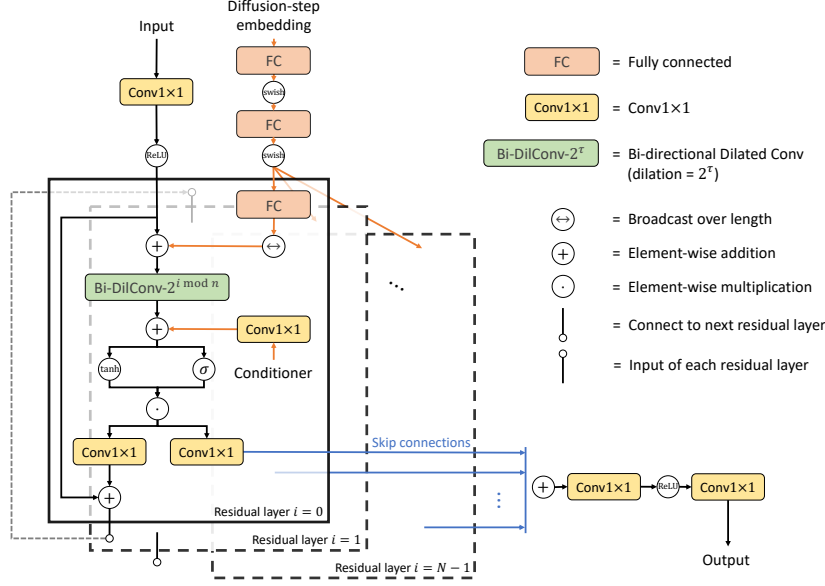 Input
Diffusion-step
embedding
Conv1×1
ReLU
FC
swish
FC
swish
FC
↔
+
Bi-DilConv-2^{i mod n}
+
Conv1×1
Conditioner
tanh
σ
·
Conv1×1
Conv1×1
+
Residual layer i = 0
Residual layer i = 1
Residual layer i = N − 1
⋱
Skip connections
⋮
+
Conv1×1
ReLU
Conv1×1
Output
FC = Fully connected
Conv1×1 = Conv1×1
Bi-DilConv-2^τ = Bi-directional Dilated Conv
(dilation = 2^τ)
↔ = Broadcast over length
+ = Element-wise addition
· = Element-wise multiplication
= Connect to next residual layer
= Input of each residual layer